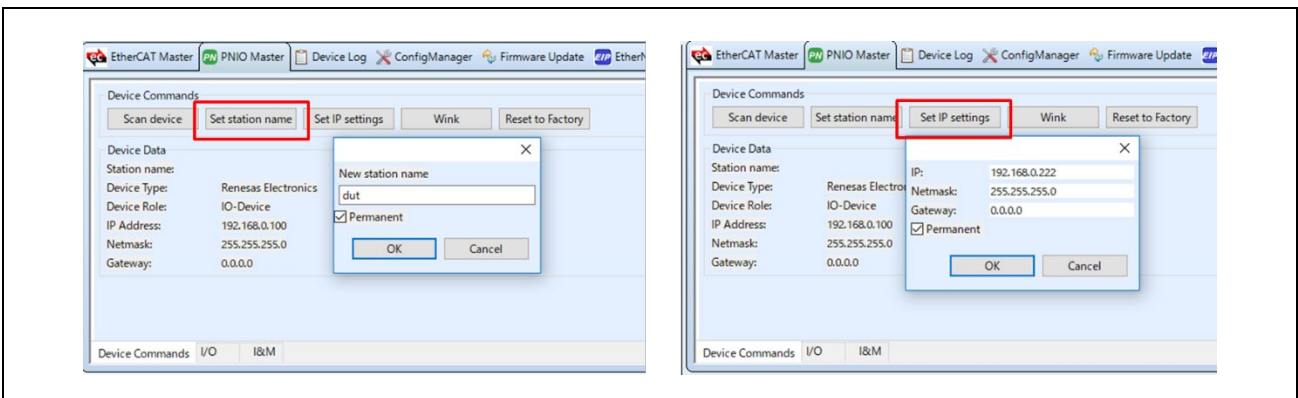 EtherCAT Master PN PNIO Master Device Log ConfigManager Firmware Update EIP
Device Commands
Scan device Set station name Set IP settings Wink Reset to Factory
Device Data
Station name:
Device Type: Renesas Electronics
Device Role: IO-Device
IP Address: 192.168.0.100
Netmask: 255.255.255.0
Gateway: 0.0.0.0
New station name
dut
Permanent
OK Cancel
Device Commands I/O I&M
EtherCAT Master PN PNIO Master Device Log ConfigManager Firmware Update
Device Commands
Scan device Set station name Set IP settings Wink Reset to Factory
Device Data
Station name:
Device Type: Renesas Electro
Device Role: IO-Device
IP Address: 192.168.0.100
Netmask: 255.255.255.0
Gateway: 0.0.0.0
IP: 192.168.0.222
Netmask: 255.255.255.0
Gateway: 0.0.0.0
Permanent
OK Cancel
Device Commands I/O I&M